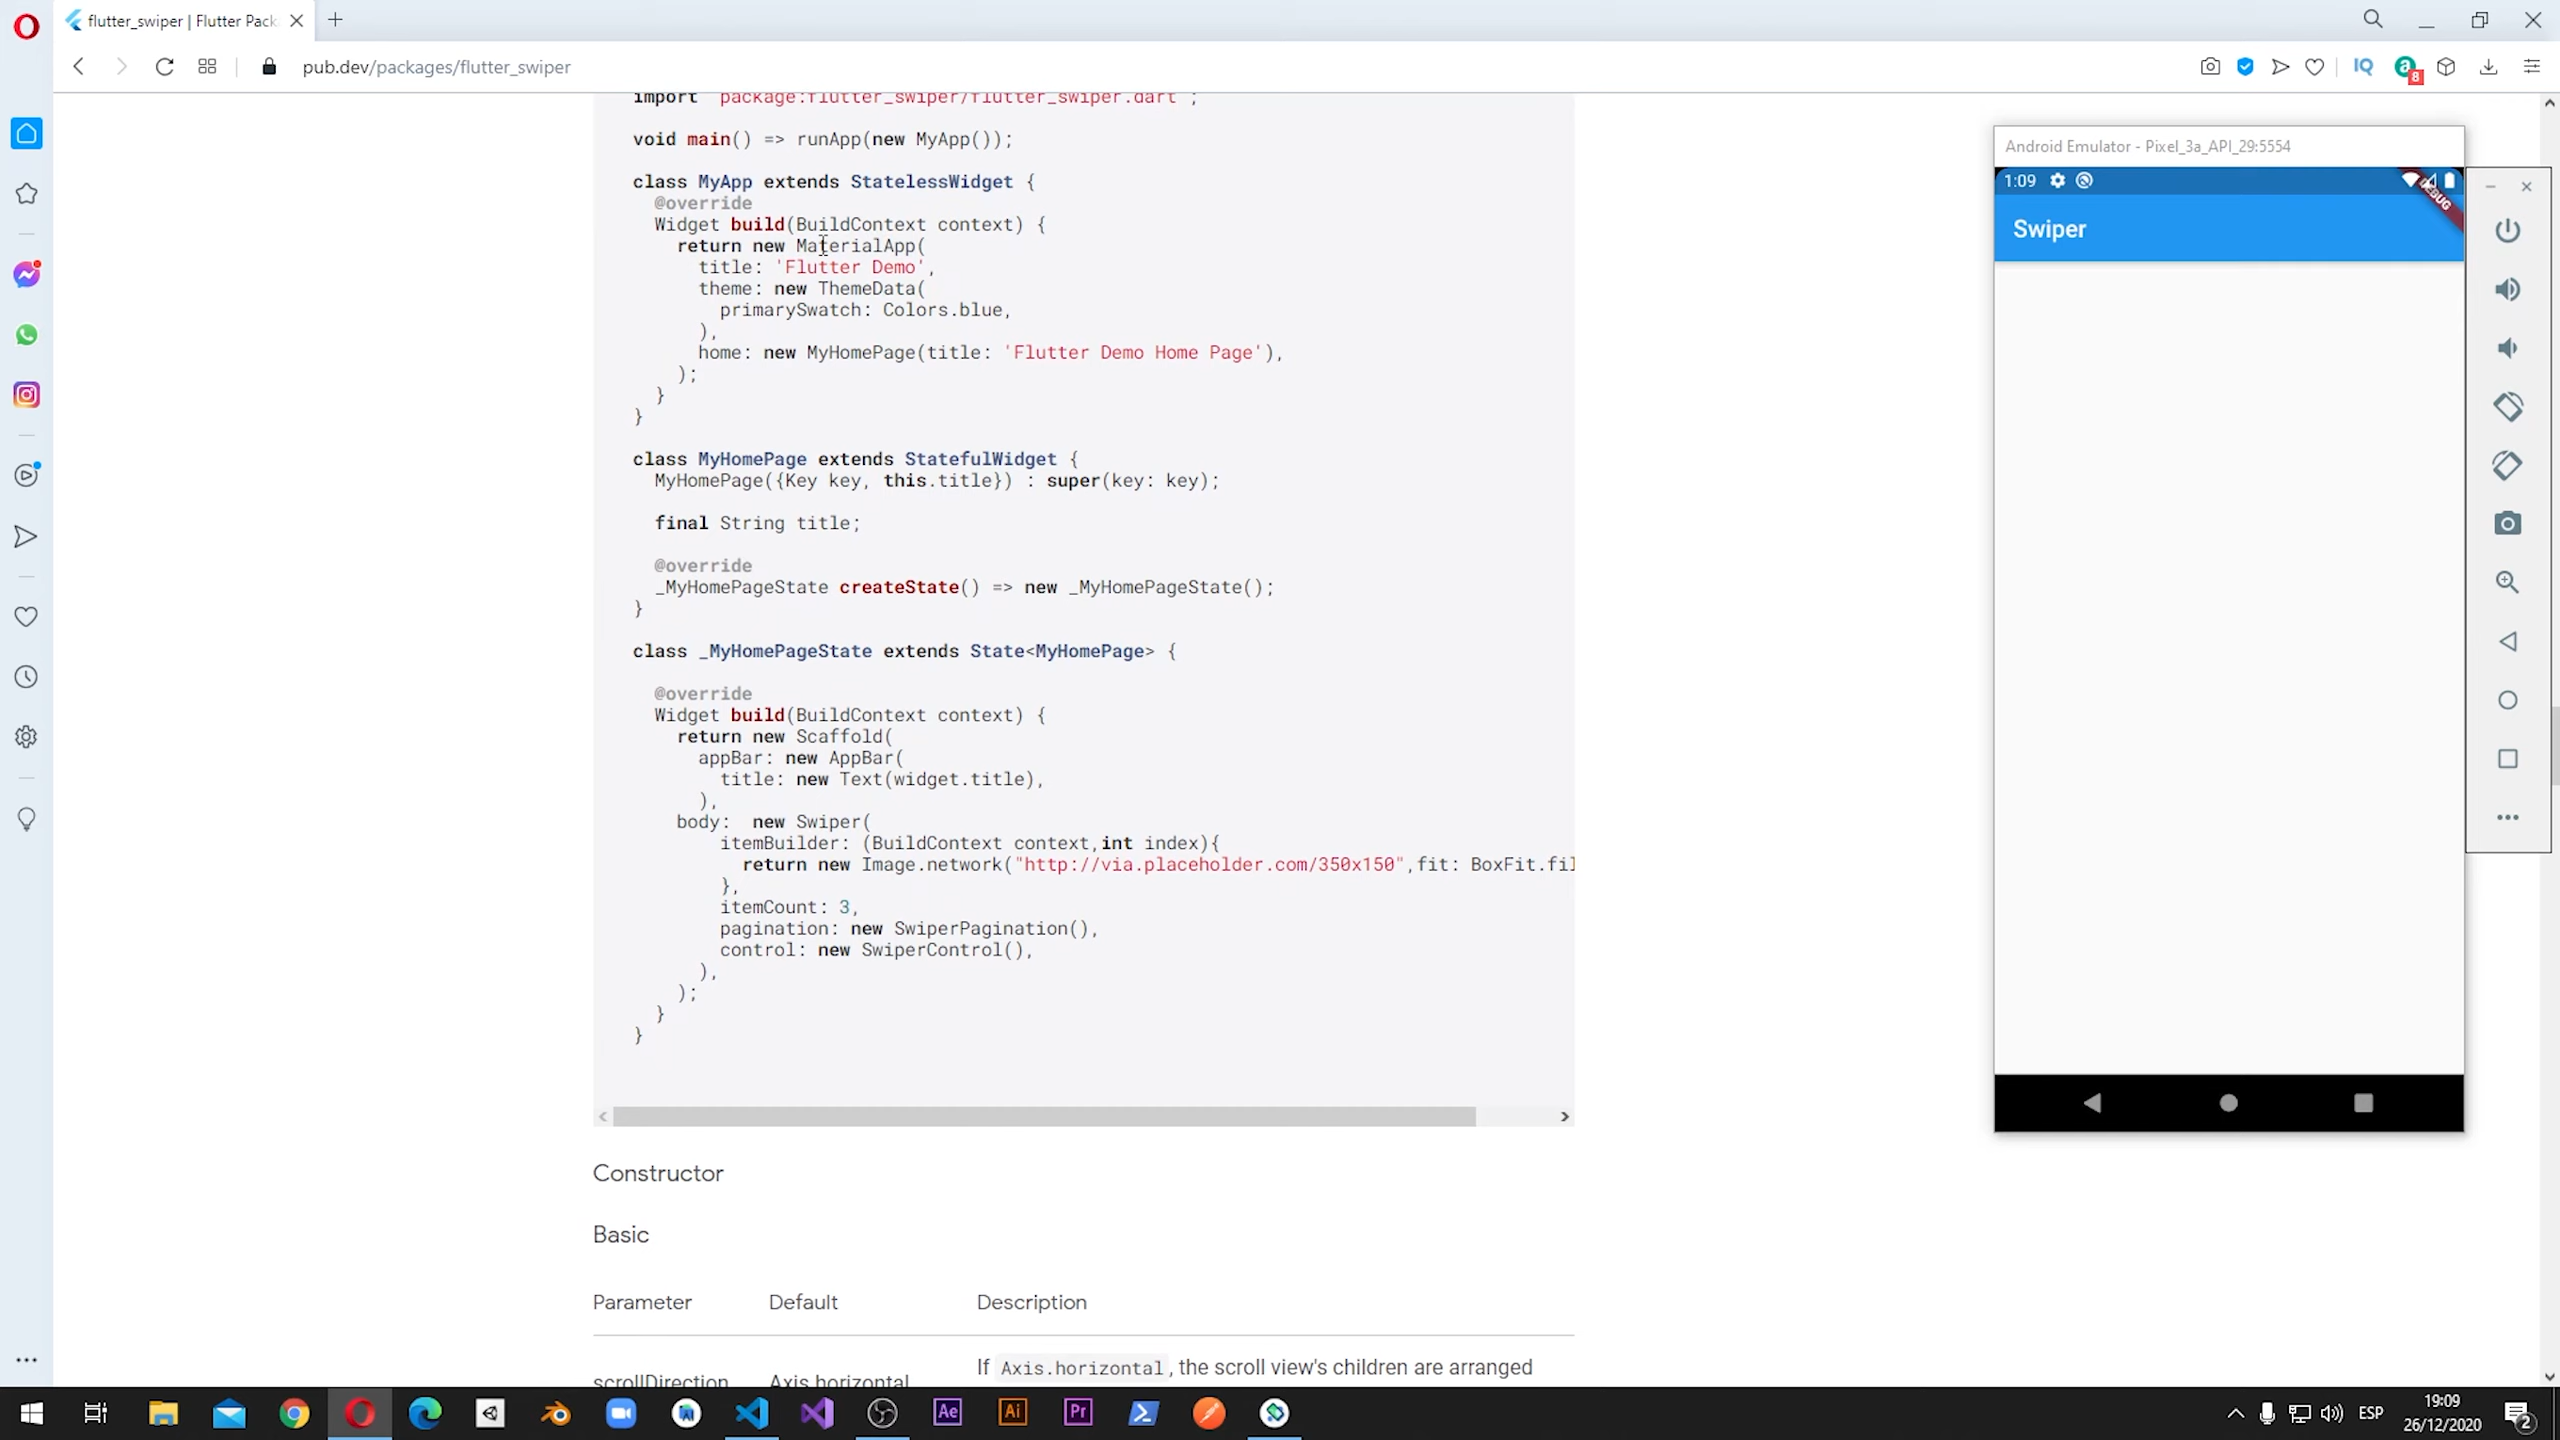 flutter_swiper | Flutter Pack
pub.dev/packages/flutter_swiper
IQ
a
8
import 'package:flutter_swiper/flutter_swiper.dart';
void main() => runApp(new MyApp());
class MyApp extends StatelessWidget {
@override
Widget build(BuildContext context) {
return new MaterialApp(
title: 'Flutter Demo',
theme: new ThemeData(
primarySwatch: Colors.blue,
),
home: new MyHomePage(title: 'Flutter Demo Home Page'),
);
}
}
class MyHomePage extends StatefulWidget {
MyHomePage({Key key, this.title}) : super(key: key);
final String title;
@override
_MyHomePageState createState() => new _MyHomePageState();
}
class _MyHomePageState extends State<MyHomePage> {
@override
Widget build(BuildContext context) {
return new Scaffold(
appBar: new AppBar(
title: new Text(widget.title),
),
body:  new Swiper(
itemBuilder: (BuildContext context,int index){
return new Image.network("http://via.placeholder.com/350x150",fit: BoxFit.fil
},
itemCount: 3,
pagination: new SwiperPagination(),
control: new SwiperControl(),
),
);
}
}
Constructor
Basic
Parameter Default Description
scrollDirection Axis.horizontal If Axis.horizontal, the scroll view's children are arranged
Android Emulator - Pixel_3a_API_29:5554
1:09
DEBUG
Swiper
Ae
Ai
Pr
ESP
19:09
26/12/2020
2